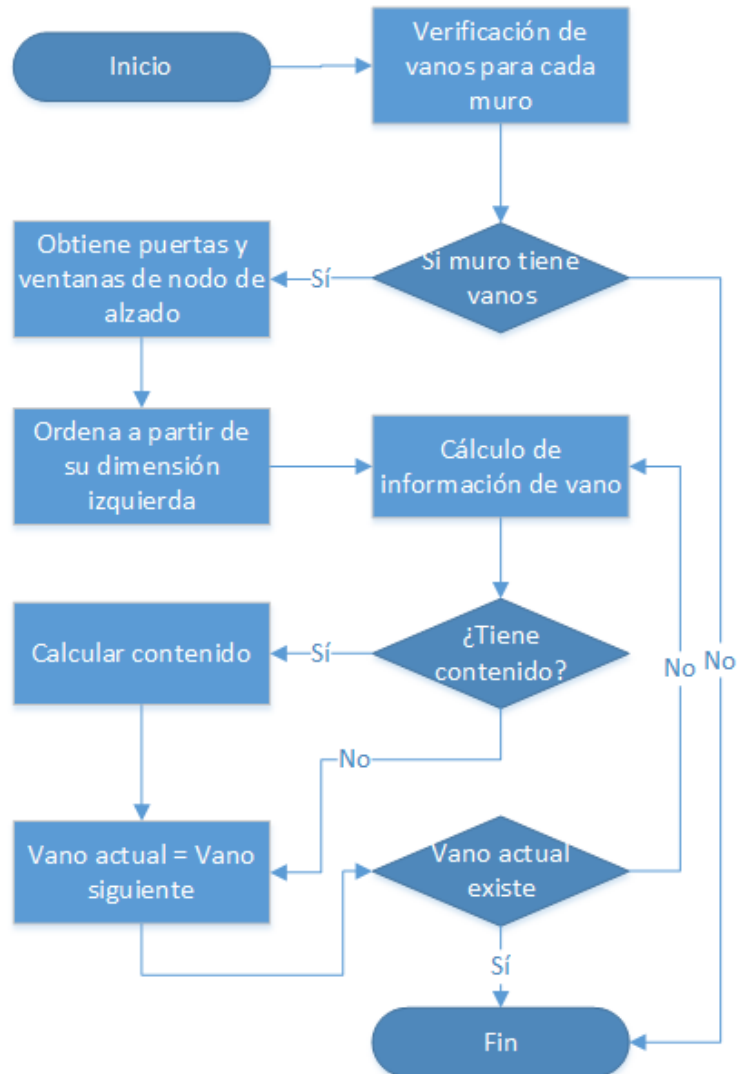 Inicio
Verificación de
vanos para cada
muro
Si muro tiene
vanos
Sí
No
Obtiene puertas y
ventanas de nodo de
alzado
Ordena a partir de
su dimensión
izquierda
Cálculo de
información de vano
¿Tiene
contenido?
Sí
No
Calcular contenido
Vano actual = Vano
siguiente
Vano actual
existe
No
Sí
Fin